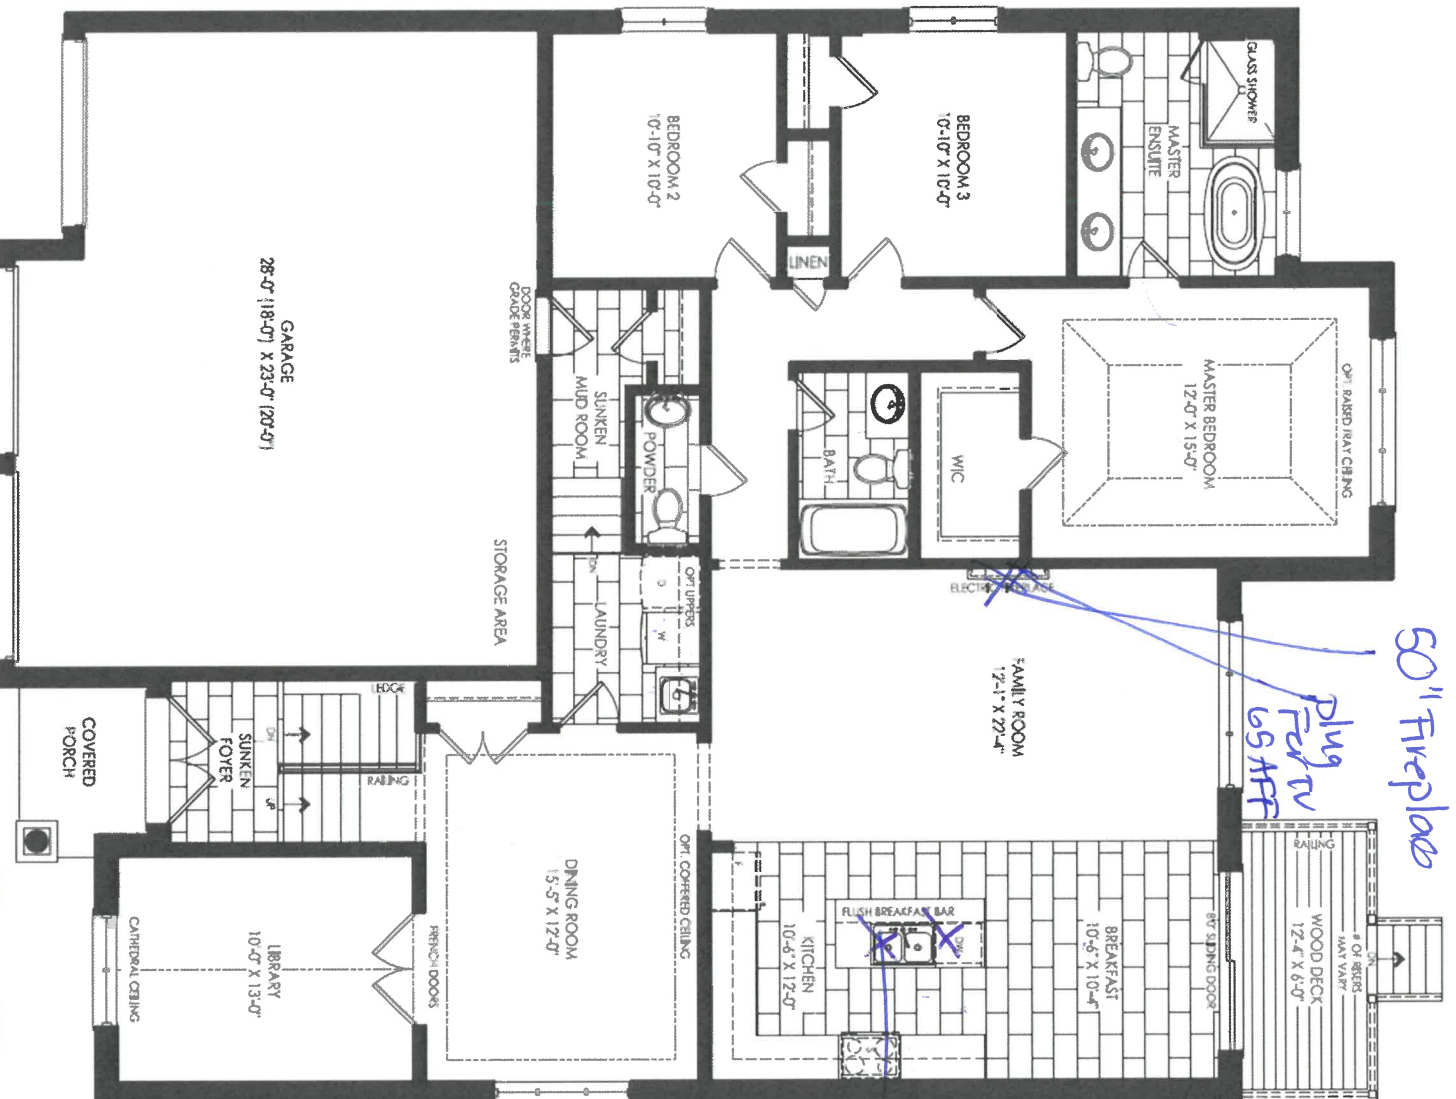 GLASS SHOWER
MASTER
ENSUITE
BEDROOM 3
10'-10" X 10'-0"
BEDROOM 2
10'-10" X 10'-0"
LINEN
OPT. RAISED TRAY CEILING
MASTER BEDROOM
12'-0" X 15'-0"
WIC
BATH
DOOR WHERE
GRADE PERMITS
SUNKEN
MUD ROOM
POWDER
GARAGE
28'-0" (18'-0") X 23'-0" (20'-0")
STORAGE AREA
DN
OPT UPPERS
D
W
LAUNDRY
ELECTRIC FIREPLACE
50" Fireplace
plug
For TV
65 AFF
FAMILY ROOM
12'-1" X 22'-4"
LEDGE
COVERED
PORCH
SUNKEN
FOYER
DN
UP
RAILING
OPT. COFFERED CEILING
DINING ROOM
15'-5" X 12'-0"
FRENCH DOORS
LIBRARY
10'-0" X 13'-0"
CATHEDRAL CEILING
F
FLUSH BREAKFAST BAR
DW
KITCHEN
10'-6" X 12'-0"
BREAKFAST
10'-6" X 10'-4"
SLIDING DOOR
RAILING
WOOD DECK
12'-4" X 6'-0"
# OF RISERS
MAY VARY
DN